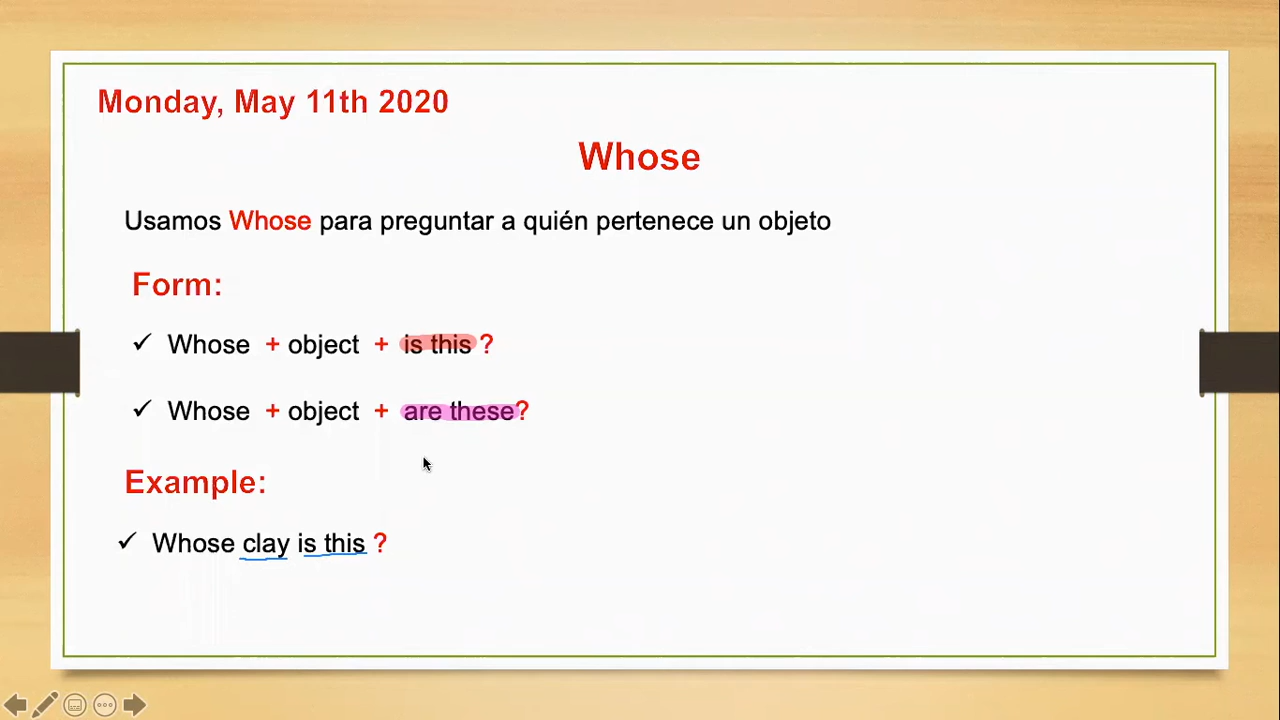 Monday, May 11th 2020
Whose
Usamos Whose para preguntar a quién pertenece un objeto
Form:
✓ Whose + object + is this ?
✓ Whose + object + are these?
Example:
✓ Whose clay is this ?